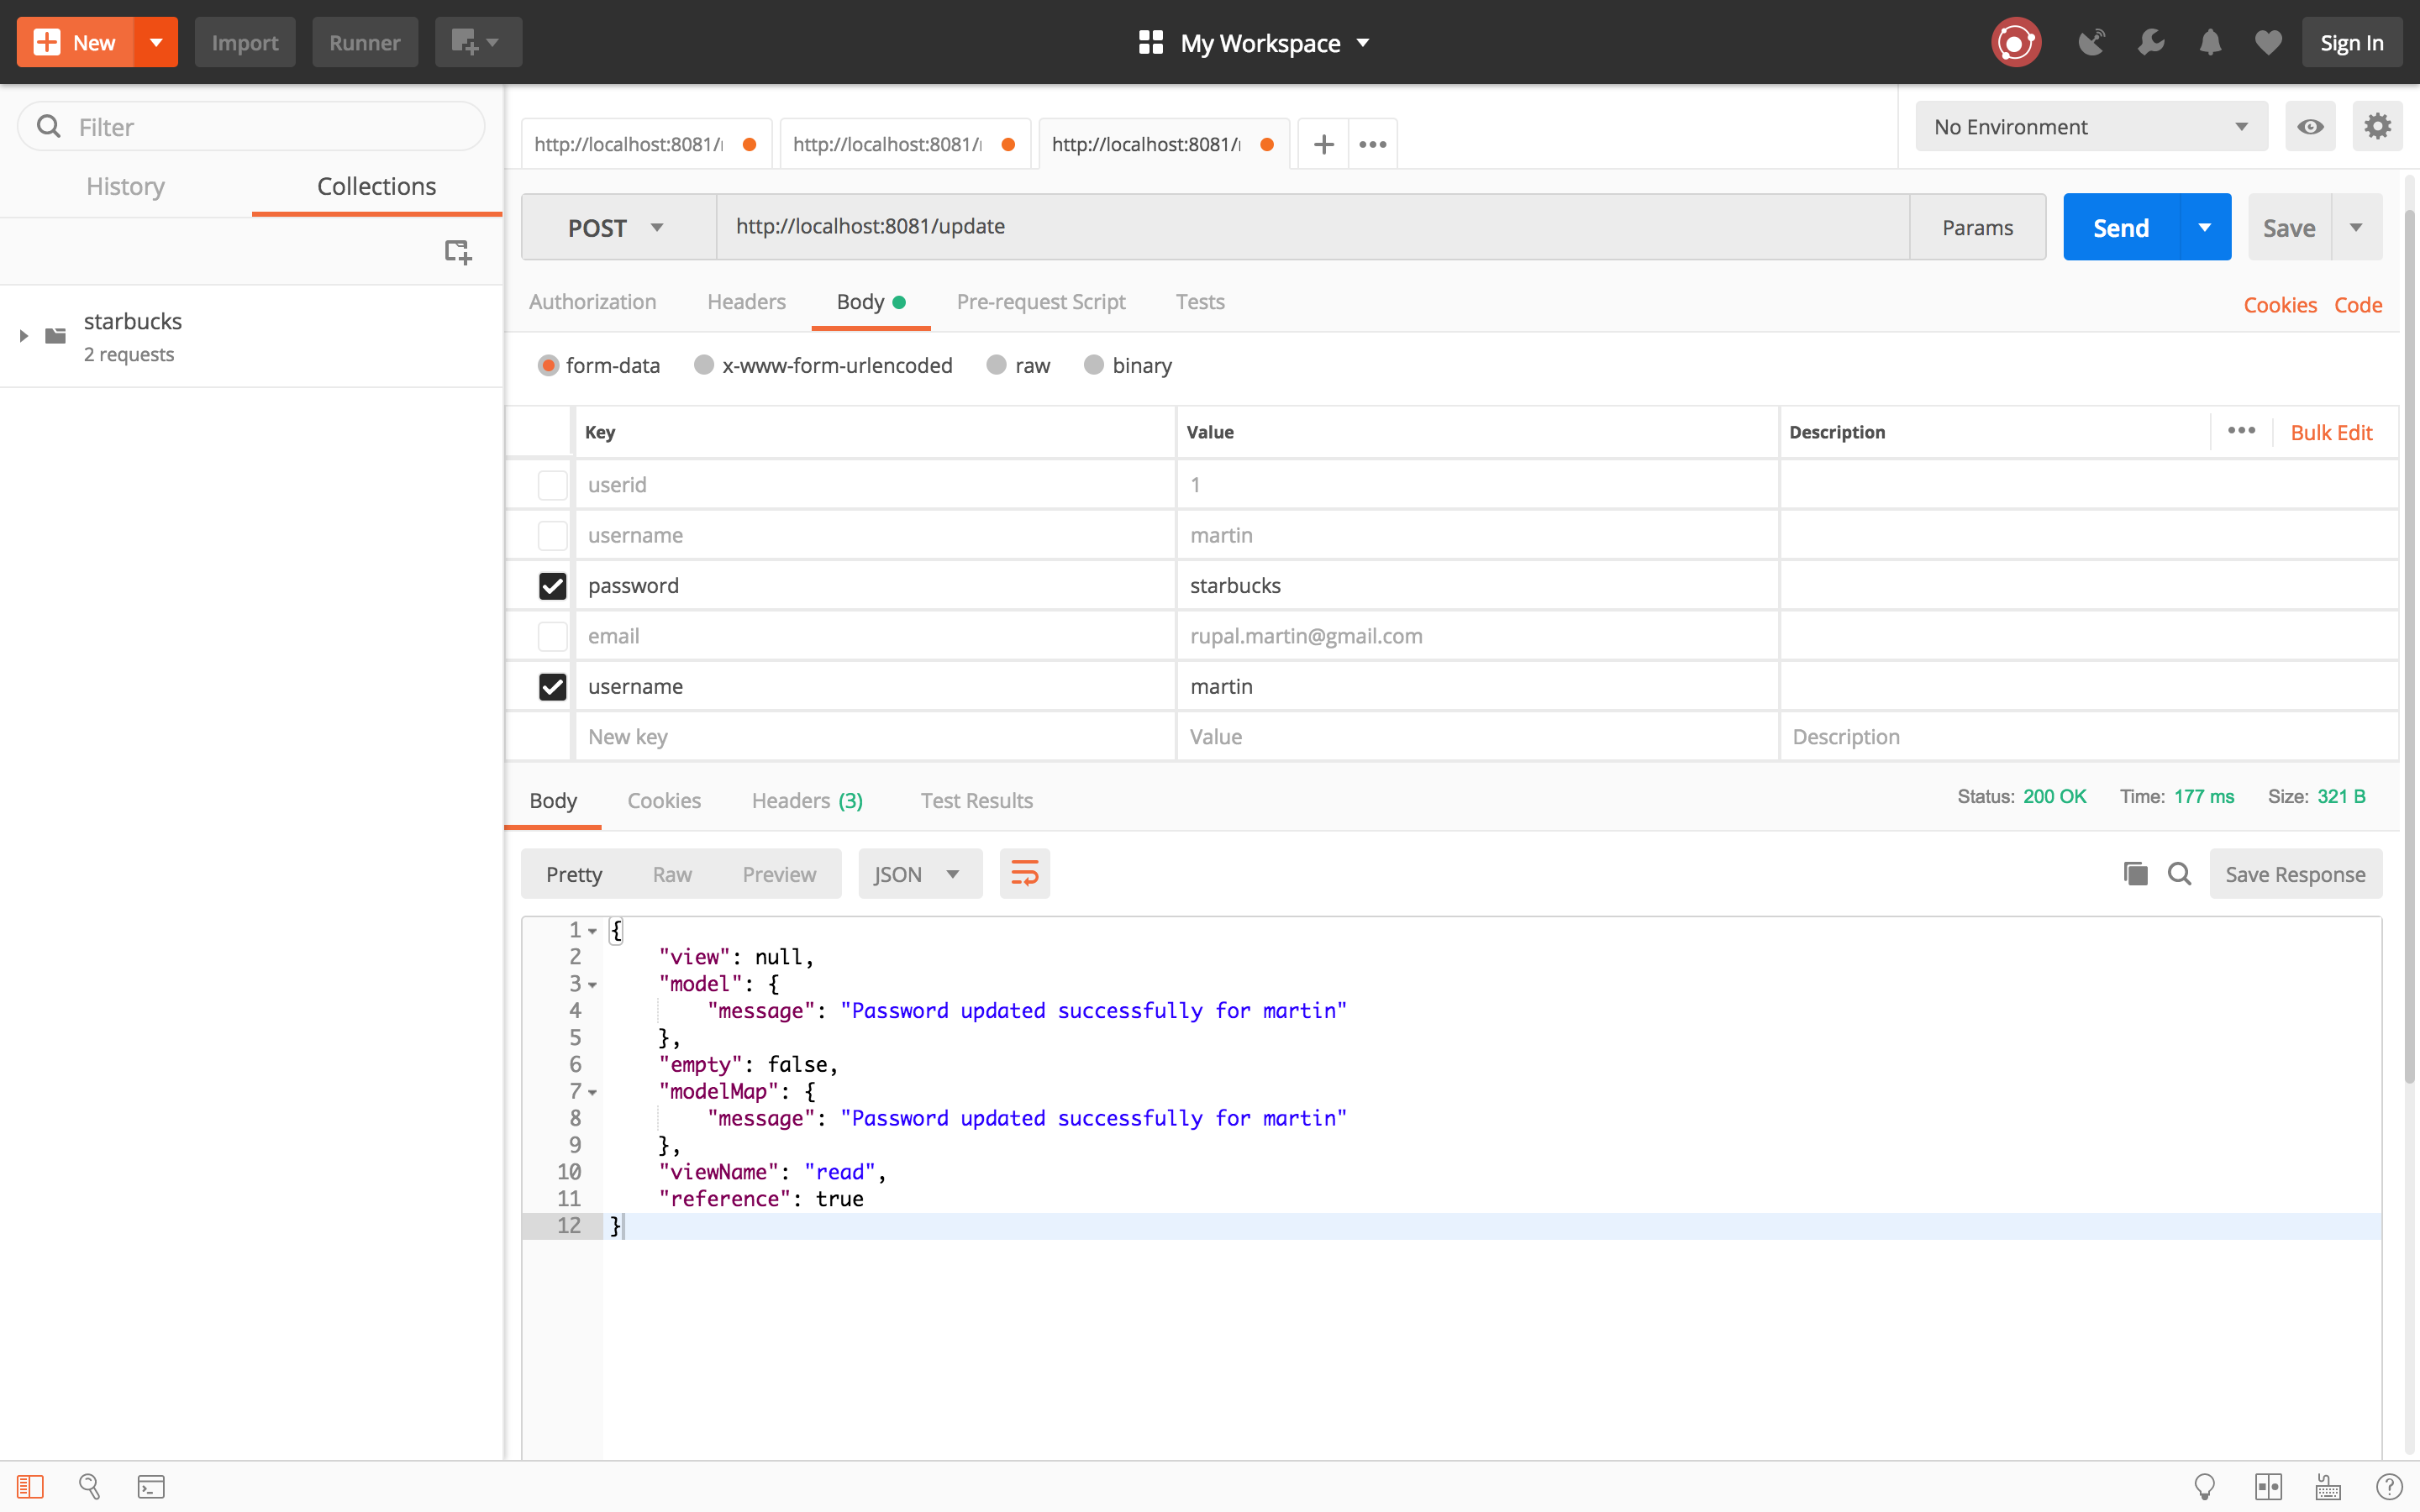 New
Import
Runner
My Workspace
Sign In
Filter
History
Collections
starbucks
2 requests
http://localhost:8081/
http://localhost:8081/
http://localhost:8081/
No Environment
POST
http://localhost:8081/update
Params
Send
Save
Authorization
Headers
Body
Pre-request Script
Tests
Cookies
Code
form-data
x-www-form-urlencoded
raw
binary
Key
Value
Description
Bulk Edit
userid
1
username
martin
password
starbucks
email
rupal.martin@gmail.com
username
martin
New key
Value
Description
Body
Cookies
Headers (3)
Test Results
Status: 200 OK
Time: 177 ms
Size: 321 B
Pretty
Raw
Preview
JSON
Save Response
1 {
2 "view": null,
3 "model": {
4 "message": "Password updated successfully for martin"
5 },
6 "empty": false,
7 "modelMap": {
8 "message": "Password updated successfully for martin"
9 },
10 "viewName": "read",
11 "reference": true
12 }